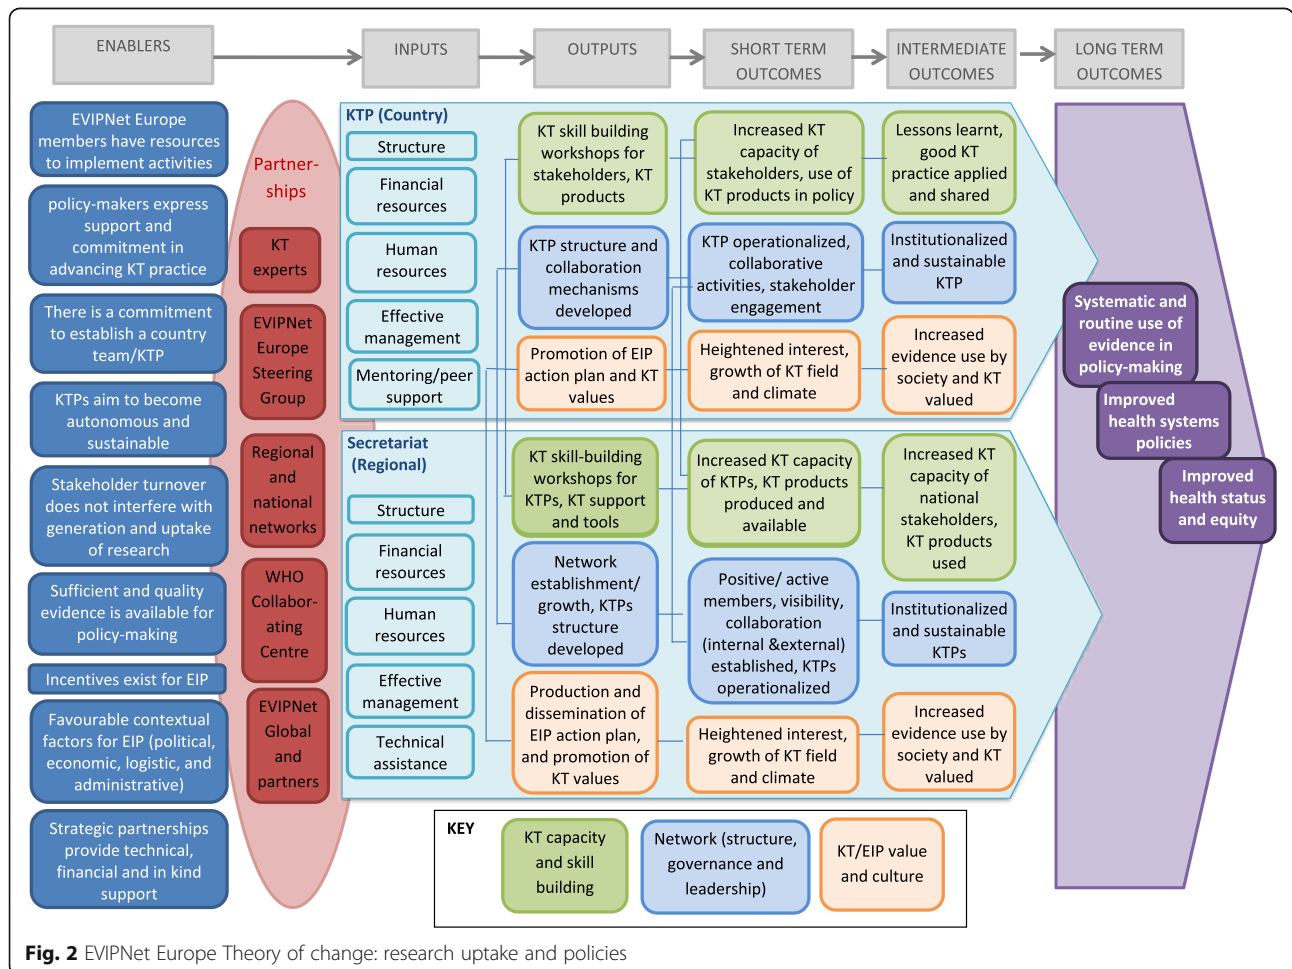 ENABLERS
INPUTS
OUTPUTS
SHORT TERM
OUTCOMES
INTERMEDIATE
OUTCOMES
LONG TERM
OUTCOMES
EVIPNet Europe
members have resources
to implement activities
policy-makers express
support and
commitment in
advancing KT practice
There is a commitment
to establish a country
team/KTP
KTPs aim to become
autonomous and
sustainable
Stakeholder turnover
does not interfere with
generation and uptake
of research
Sufficient and quality
evidence is available for
policy-making
Incentives exist for EIP
Favourable contextual
factors for EIP (political,
economic, logistic, and
administrative)
Strategic partnerships
provide technical,
financial and in kind
support
Partner-
ships
KT
experts
EVIPNet
Europe
Steering
Group
Regional
and
national
networks
WHO
Collabor-
ating
Centre
EVIPNet
Global
and
partners
KTP (Country)
Structure
Financial
resources
Human
resources
Effective
management
Mentoring/peer
support
KT skill building
workshops for
stakeholders, KT
products
KTP structure and
collaboration
mechanisms
developed
Promotion of EIP
action plan and KT
values
Increased KT
capacity of
stakeholders, use of
KT products in policy
KTP operationalized,
collaborative
activities, stakeholder
engagement
Heightened interest,
growth of KT field
and climate
Lessons learnt,
good KT
practice applied
and shared
Institutionalized
and sustainable
KTP
Increased
evidence use by
society and KT
valued
Secretariat
(Regional)
Structure
Financial
resources
Human
resources
Effective
management
Technical
assistance
KT skill-building
workshops for
KTPs, KT support
and tools
Network
establishment/
growth, KTPs
structure
developed
Production and
dissemination of
EIP action plan,
and promotion of
KT values
Increased KT capacity
of KTPs, KT products
produced and
available
Positive/ active
members, visibility,
collaboration
(internal &external)
established, KTPs
operationalized
Heightened interest,
growth of KT field
and climate
Increased KT
capacity of
national
stakeholders,
KT products
used
Institutionalized
and sustainable
KTPs
Increased
evidence use by
society and KT
valued
Systematic and
routine use of
evidence in
policy-making
Improved
health systems
policies
Improved
health status
and equity
KEY
KT capacity
and skill
building
Network (structure,
governance and
leadership)
KT/EIP value
and culture
Fig. 2 EVIPNet Europe Theory of change: research uptake and policies